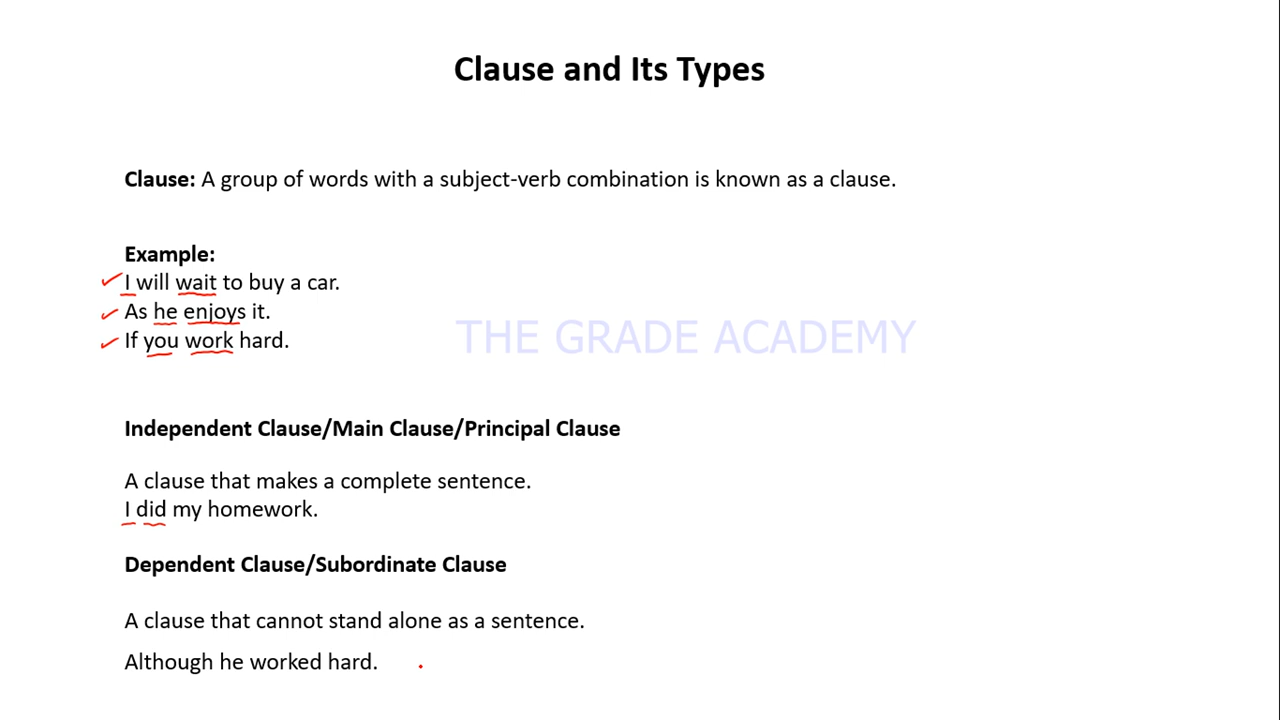 Clause and Its Types
Clause: A group of words with a subject-verb combination is known as a clause.
Example:
I will wait to buy a car.
As he enjoys it.
If you work hard.
THE GRADE ACADEMY
Independent Clause/Main Clause/Principal Clause
A clause that makes a complete sentence.
I did my homework.
Dependent Clause/Subordinate Clause
A clause that cannot stand alone as a sentence.
Although he worked hard.